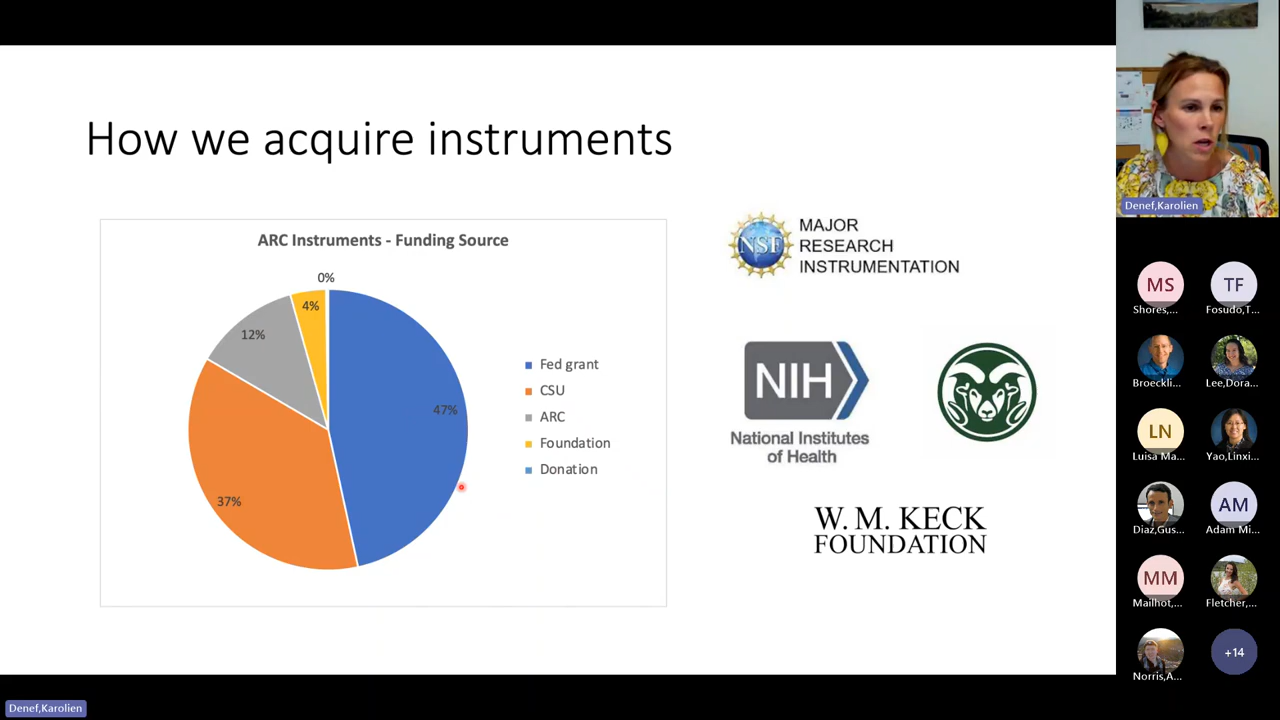 How we acquire instruments
ARC Instruments - Funding Source
0%
4%
12%
47%
37%
Fed grant
CSU
ARC
Foundation
Donation
NSF
MAJOR
RESEARCH
INSTRUMENTATION
NIH
National Institutes
of Health
W. M. KECK
FOUNDATION
Denef,Karolien
MS
Shores,...
TF
Fosudo,T...
Broeckli...
Lee,Dora...
LN
Luisa Ma...
Yao,Linxi...
Diaz,Gus...
AM
Adam Mi...
MM
Mailhot,...
Fletcher,...
Norris,A...
+14
Denef,Karolien